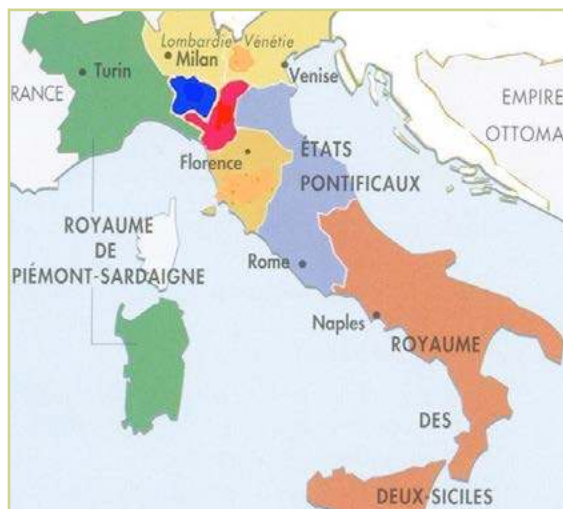 Lombardie-Vénétie
Milan
Turin
Venise
RANCE
EMPIRE
OTTOMA
Florence
ÉTATS
PONTIFICAUX
ROYAUME
DE
PIÉMONT-SARDAIGNE
Rome
Naples
ROYAUME
DES
DEUX-SICILES